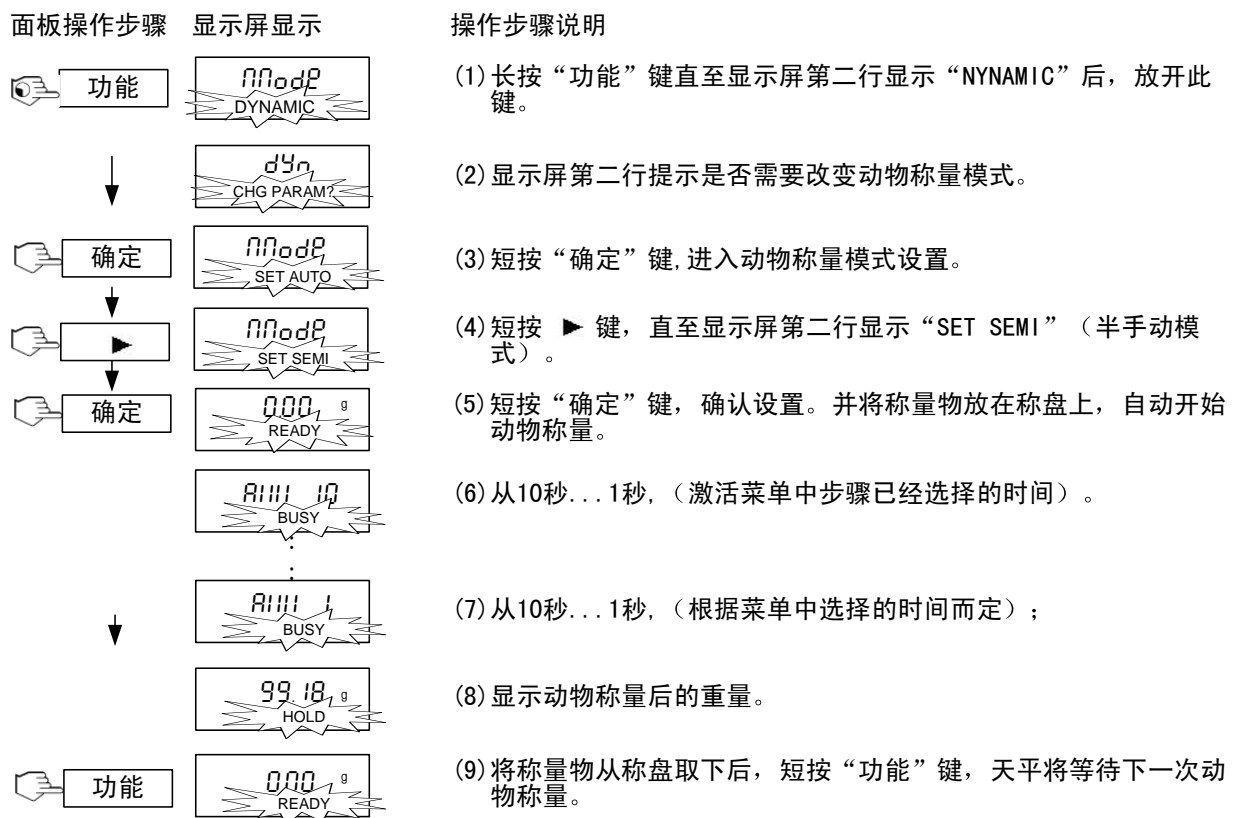 面板操作步骤 显示屏显示 操作步骤说明
功能
MModE
DYNAMIC
(1)长按“功能”键直至显示屏第二行显示“NYNAMIC”后，放开此
键。
dYn
CHG PARAM?
(2)显示屏第二行提示是否需要改变动物称量模式。
确定
MModE
SET AUTO
(3)短按“确定”键,进入动物称量模式设置。
▶
MModE
SET SEMI
(4)短按 ▶ 键，直至显示屏第二行显示“SET SEMI”（半手动模
式）。
确定
0.00 g
READY
(5)短按“确定”键，确认设置。并将称量物放在称盘上，自动开始
动物称量。
10
BUSY
(6)从10秒...1秒,（激活菜单中步骤已经选择的时间）。
1
BUSY
(7)从10秒...1秒,（根据菜单中选择的时间而定）；
99.18 g
HOLD
(8)显示动物称量后的重量。
功能
0.00 g
READY
(9)将称量物从称盘取下后，短按“功能”键，天平将等待下一次动
物称量。